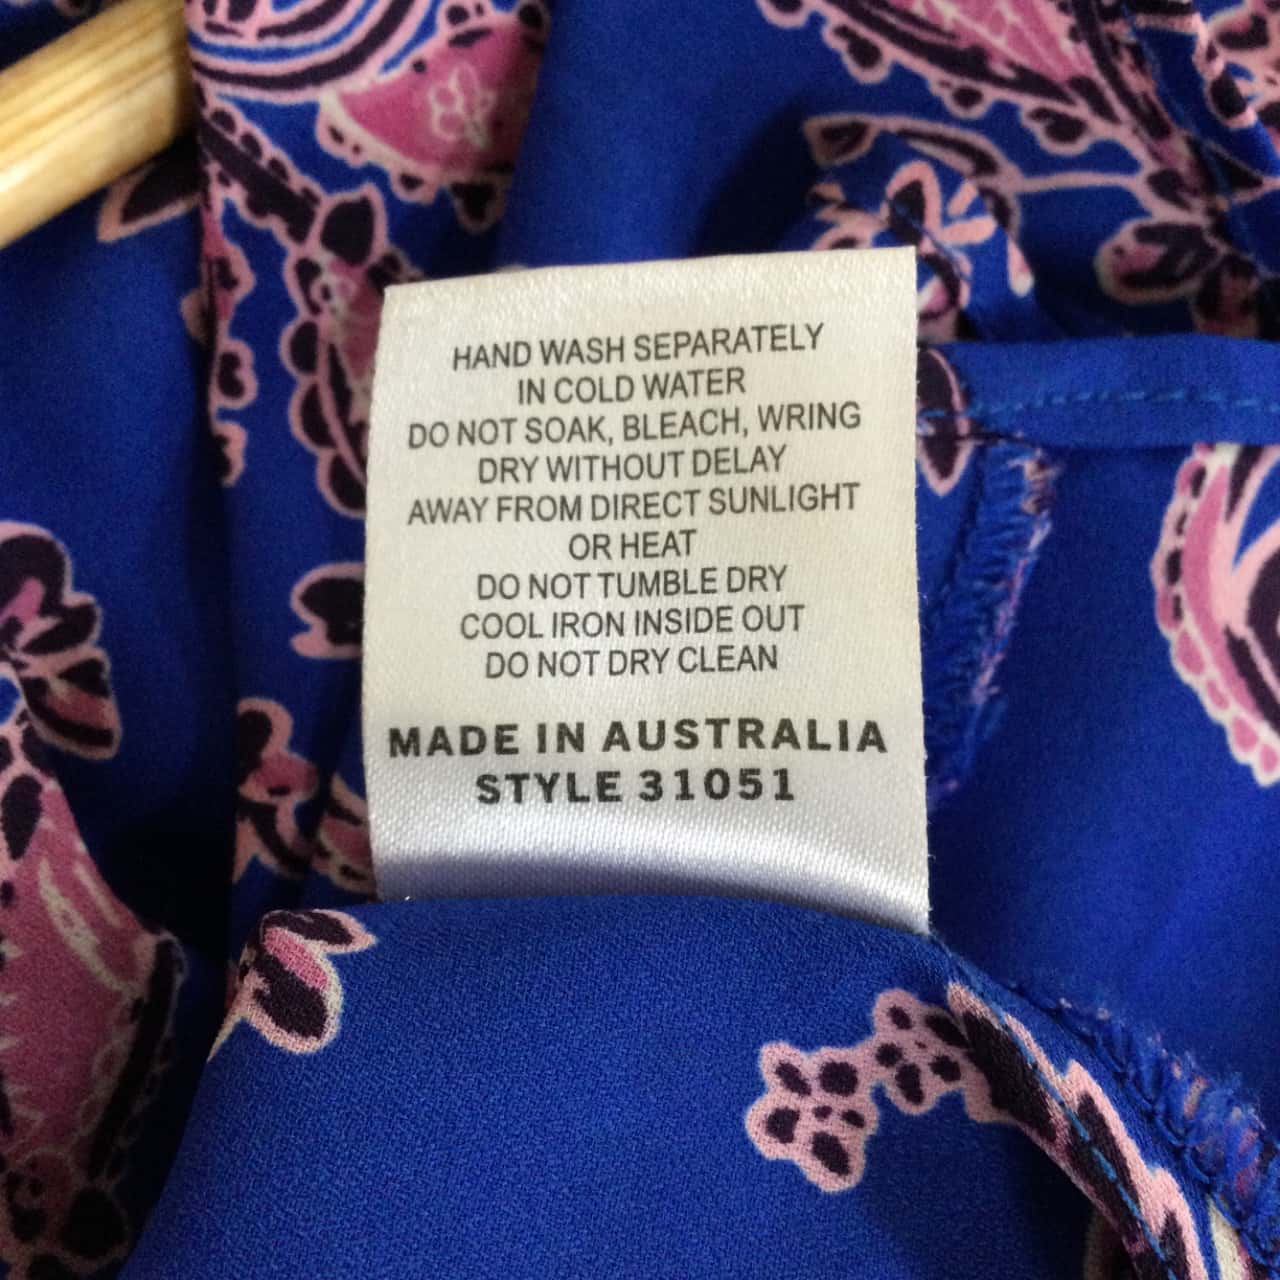 HAND WASH SEPARATELY
IN COLD WATER
DO NOT SOAK, BLEACH, WRING
DRY WITHOUT DELAY
AWAY FROM DIRECT SUNLIGHT
OR HEAT
DO NOT TUMBLE DRY
COOL IRON INSIDE OUT
DO NOT DRY CLEAN
MADE IN AUSTRALIA
STYLE 31051